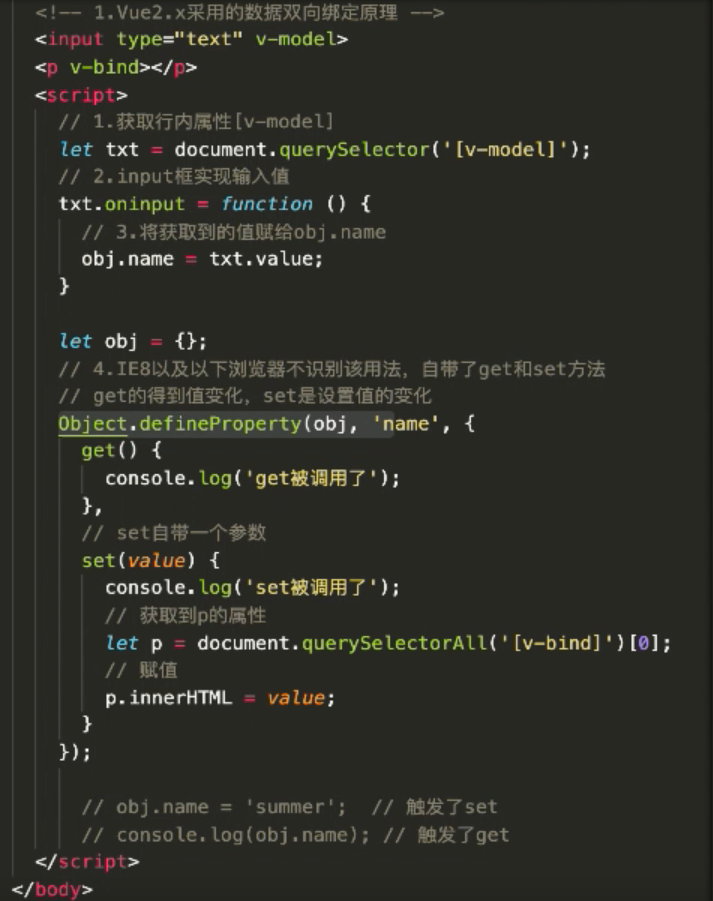 <!-- 1.Vue2.x采用的数据双向绑定原理 -->
<input type="text" v-model>
<p v-bind></p>
<script>
// 1.获取行内属性[v-model]
let txt = document.querySelector('[v-model]');
// 2.input框实现输入值
txt.oninput = function () {
// 3.将获取到的值赋给obj.name
obj.name = txt.value;
}
let obj = {};
// 4.IE8以及以下浏览器不识别该用法，自带了get和set方法
// get的得到值变化，set是设置值的变化
Object.defineProperty(obj, 'name', {
get() {
console.log('get被调用了');
},
// set自带一个参数
set(value) {
console.log('set被调用了');
// 获取到p的属性
let p = document.querySelectorAll('[v-bind]')[0];
// 赋值
p.innerHTML = value;
}
});
// obj.name = 'summer';  // 触发了set
// console.log(obj.name); // 触发了get
</script>
</body>